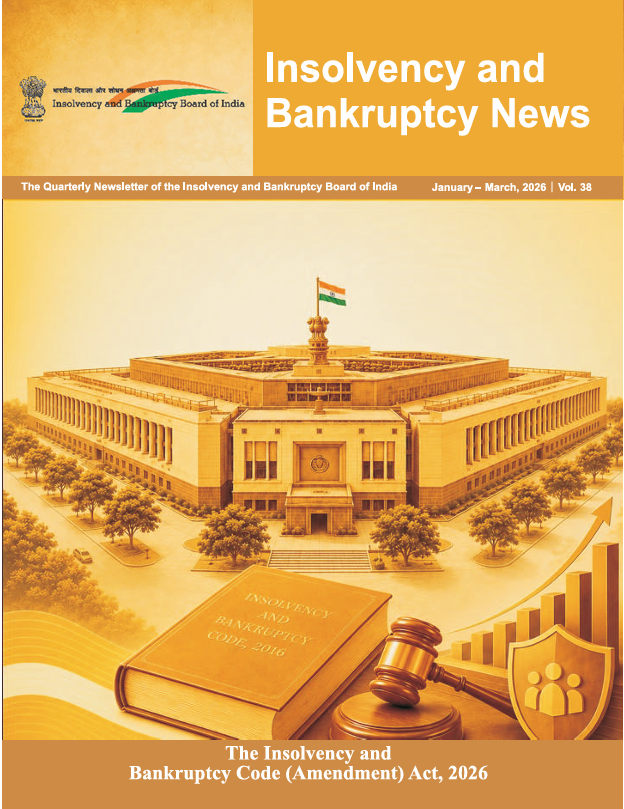 Insolvency and
Bankruptcy News
भारतीय दिवाला और शोधन अक्षमता बोर्ड
Insolvency and Bankruptcy Board of India
The Quarterly Newsletter of the Insolvency and Bankruptcy Board of India
January – March, 2026 | Vol. 38
INSOLVENCY
AND
BANKRUPTCY
CODE, 2016
The Insolvency and
Bankruptcy Code (Amendment) Act, 2026